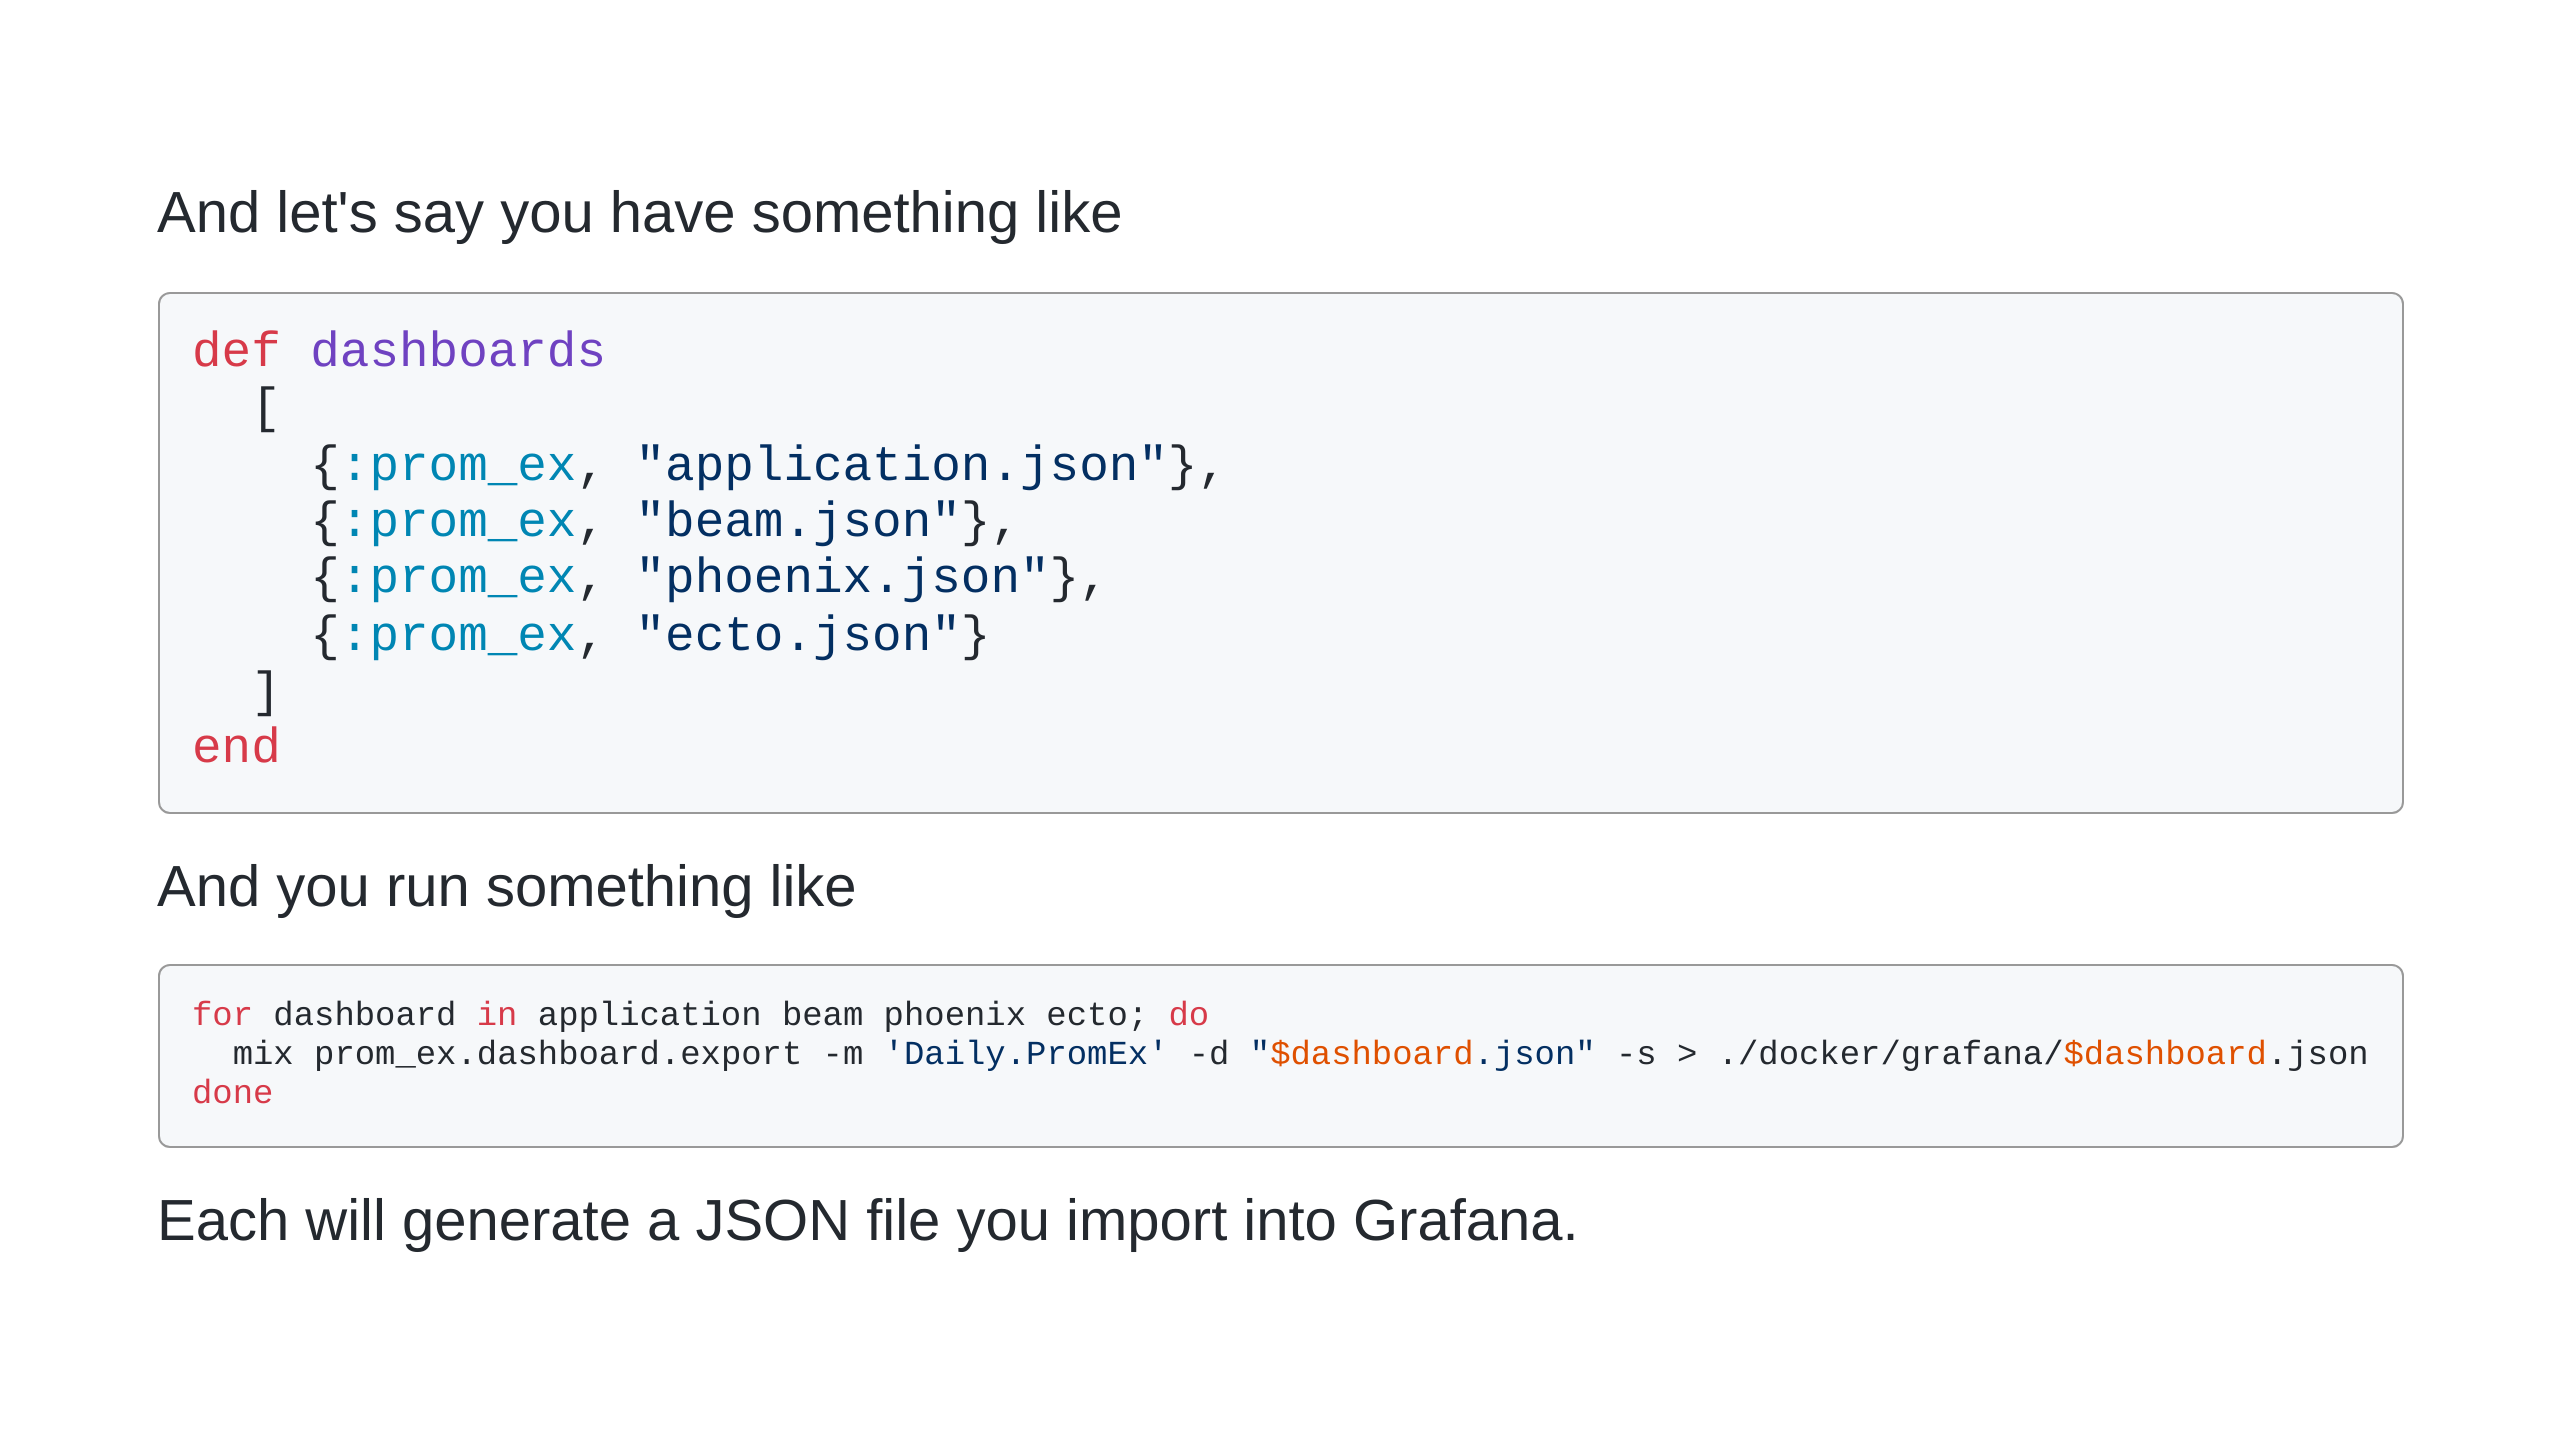 And let's say you have something like
def dashboards
  [
    {:prom_ex, "application.json"},
    {:prom_ex, "beam.json"},
    {:prom_ex, "phoenix.json"},
    {:prom_ex, "ecto.json"}
  ]
end
And you run something like
for dashboard in application beam phoenix ecto; do
  mix prom_ex.dashboard.export -m 'Daily.PromEx' -d "$dashboard.json" -s > ./docker/grafana/$dashboard.json
done
Each will generate a JSON file you import into Grafana.